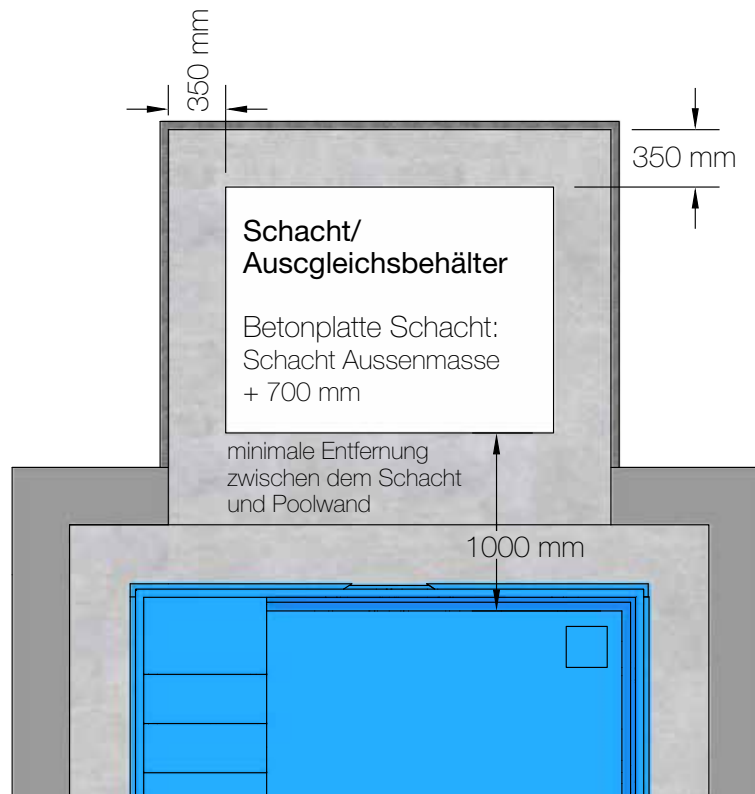 350 mm
350 mm
Schacht/
Auscgleichsbehälter
Betonplatte Schacht:
Schacht Aussenmasse
+ 700 mm
minimale Entfernung
zwischen dem Schacht
und Poolwand
1000 mm